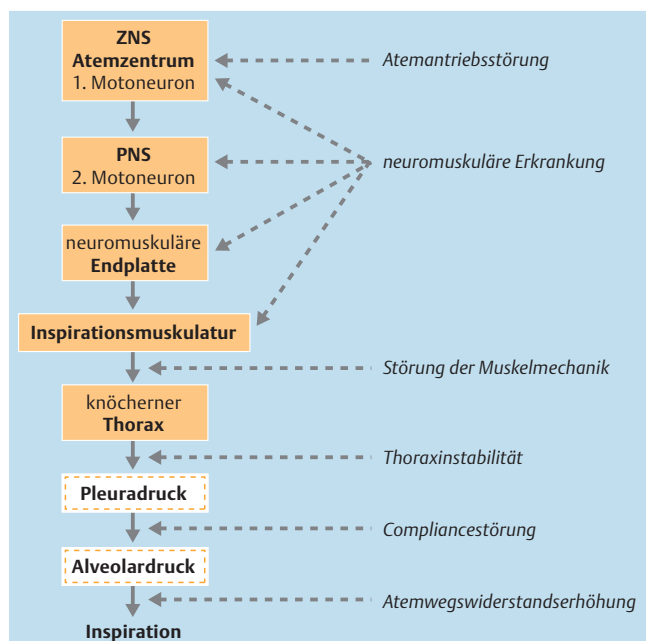 ZNS
Atemzentrum
1. Motoneuron
Atemantriebsstörung
PNS
2. Motoneuron
neuromuskuläre Erkrankung
neuromuskuläre
Endplatte
Inspirationsmuskulatur
Störung der Muskelmechanik
knöcherner
Thorax
Thoraxinstabilität
Pleuradruck
Compliancestörung
Alveolardruck
Atemwegswiderstandserhöhung
Inspiration